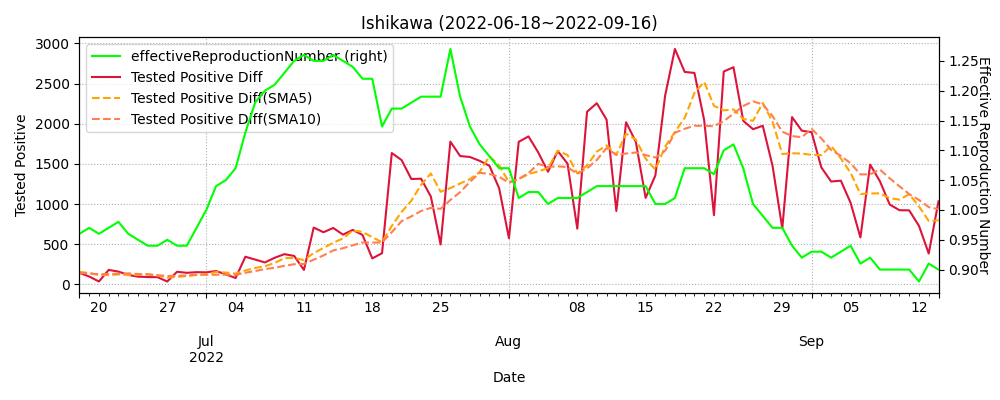 Ishikawa (2022-06-18~2022-09-16)
effectiveReproductionNumber (right)
Tested Positive Diff
Tested Positive Diff(SMA5)
Tested Positive Diff(SMA10)
Tested Positive
3000
2500
2000
1500
1000
500
0
1.25
1.20
1.15
1.10
1.05
1.00
0.95
0.90
Effective Reproduction Number
20 27 04 11 18 25 08 15 22 29 05 12
Jul Aug Sep
2022
Date